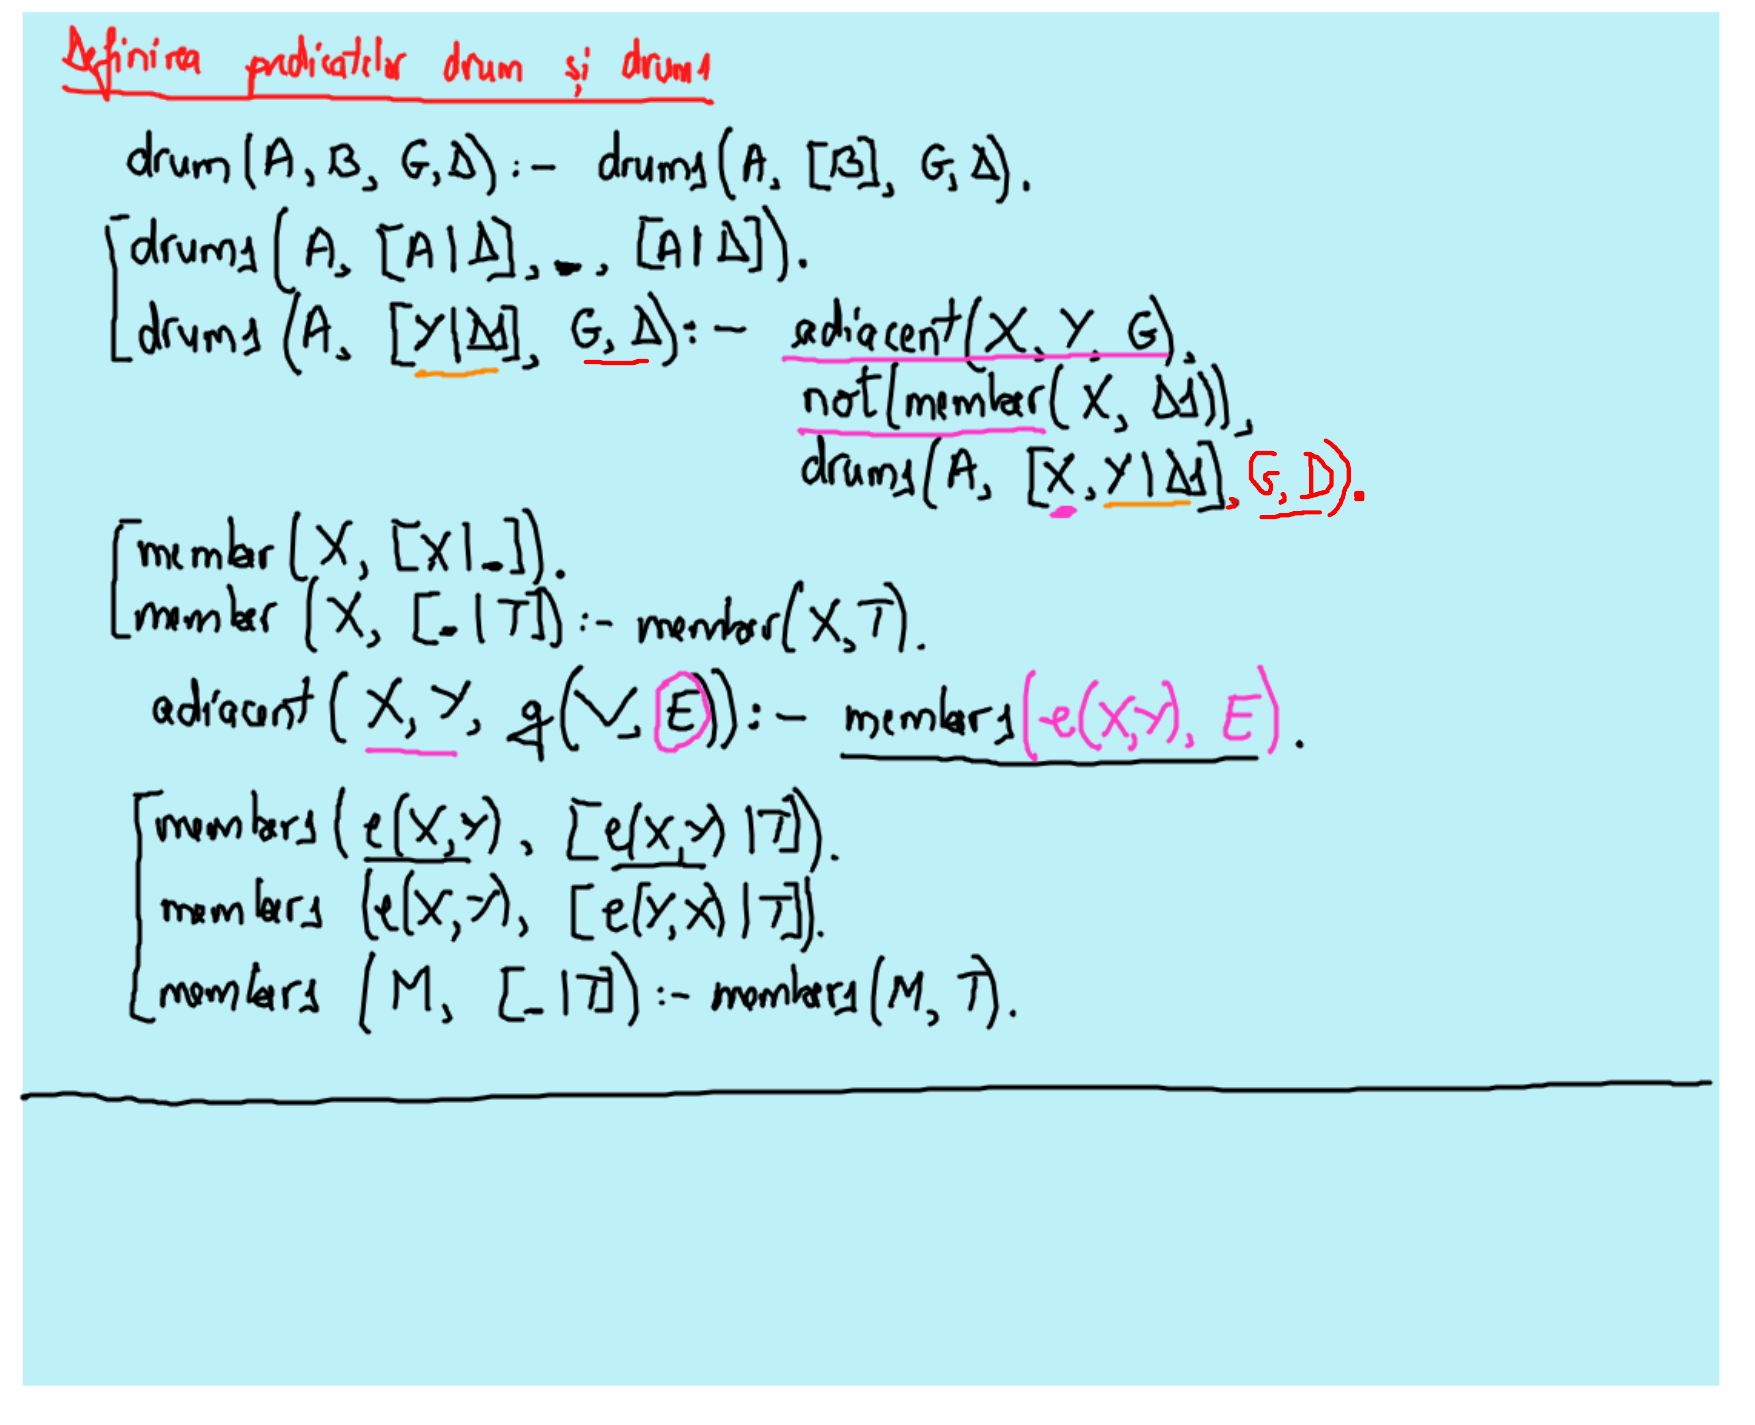 Definirea predicatelor drum și drum1
drum(A, B, G, D) :- drum1(A, [B], G, D).
drum1(A, [A|D], _, [A|D]).
drum1(A, [Y|D1], G, D) :- adiacent(X, Y, G),
not(member(X, D1)),
drum1(A, [X, Y|D1], G, D).
member(X, [X|_]).
member(X, [_|T]) :- member(X,T).
adiacent(X, Y, g(V, E)) :- member1(e(X,Y), E).
member1(e(X,Y), [e(X,Y)|T]).
member1(e(X,Y), [e(Y,X)|T]).
member1(M, [_|T]) :- member1(M, T).